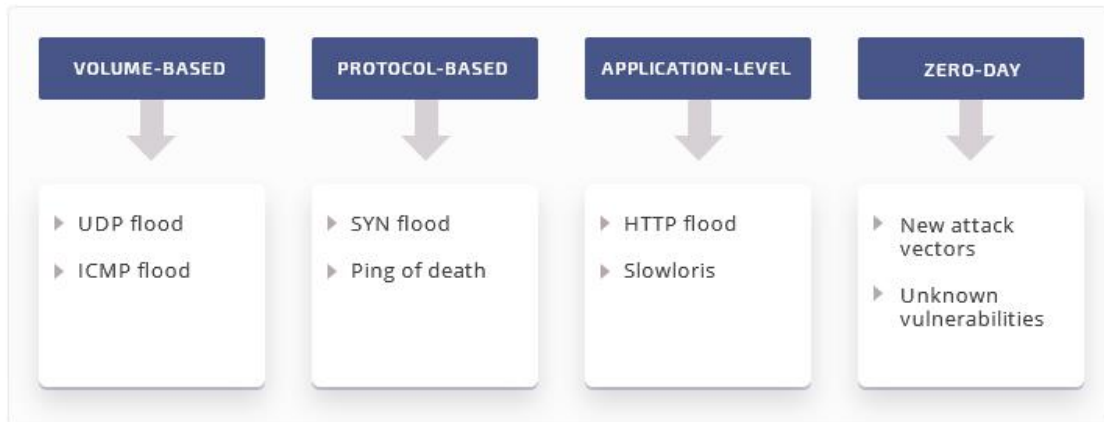 VOLUME-BASED
PROTOCOL-BASED
APPLICATION-LEVEL
ZERO-DAY
UDP flood
ICMP flood
SYN flood
Ping of death
HTTP flood
Slowloris
New attack
vectors
Unknown
vulnerabilities